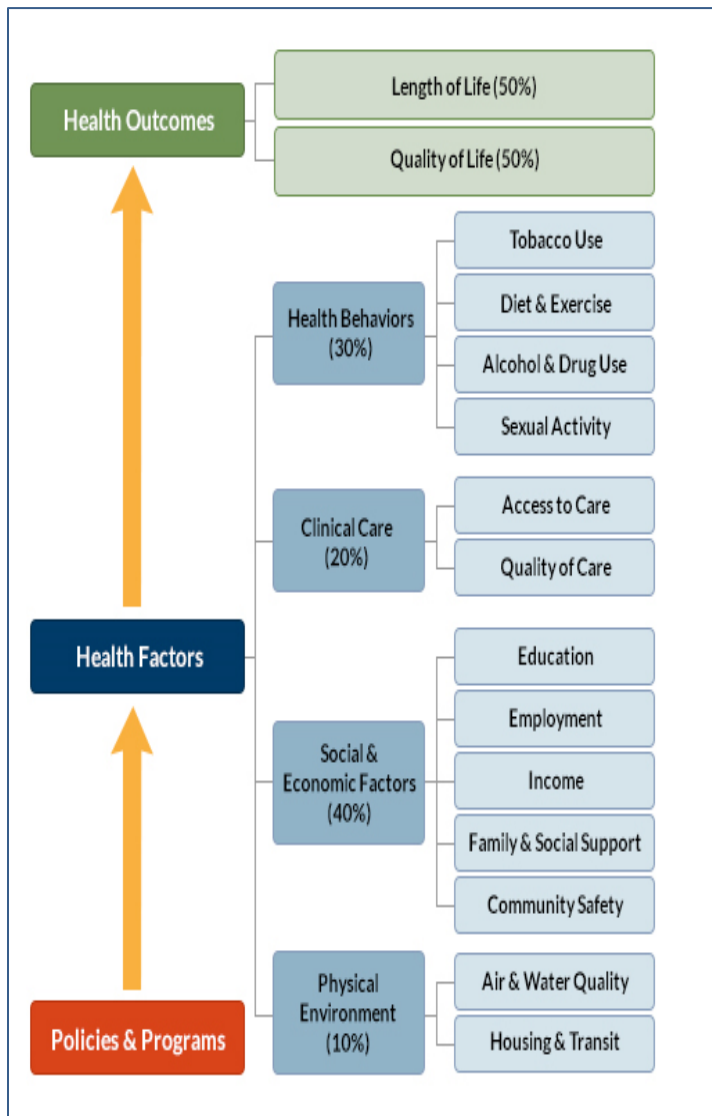 Health Outcomes
Length of Life (50%)
Quality of Life (50%)
Health Factors
Health Behaviors
(30%)
Tobacco Use
Diet & Exercise
Alcohol & Drug Use
Sexual Activity
Clinical Care
(20%)
Access to Care
Quality of Care
Social &
Economic Factors
(40%)
Education
Employment
Income
Family & Social Support
Community Safety
Physical
Environment
(10%)
Air & Water Quality
Housing & Transit
Policies & Programs